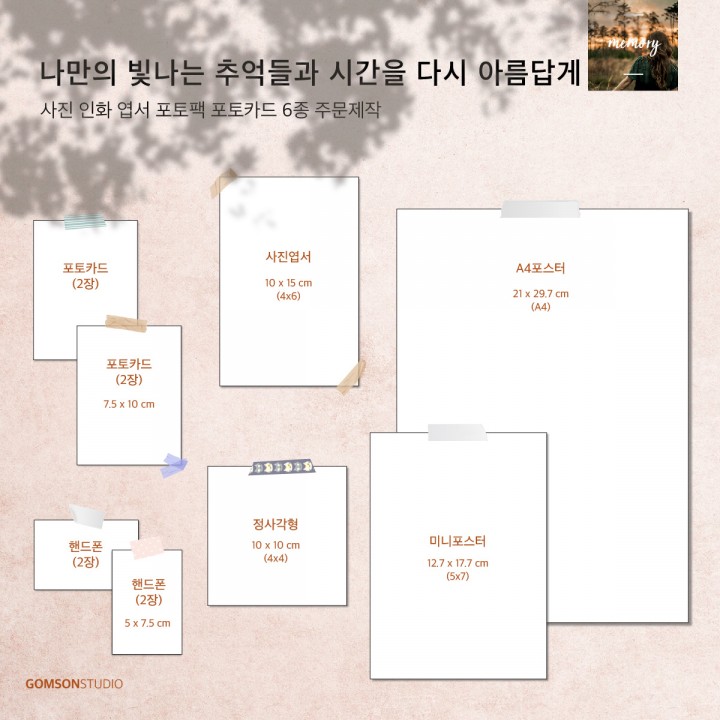 나만의 빛나는 추억들과 시간을 다시 아름답게
memory
사진 인화 엽서 포토팩 포토카드 6종 주문제작
포토카드
(2장)
포토카드
(2장)
7.5 x 10 cm
사진엽서
10 x 15 cm
(4x6)
A4포스터
21 x 29.7 cm
(A4)
핸드폰
(2장)
핸드폰
(2장)
5 x 7.5 cm
정사각형
10 x 10 cm
(4x4)
미니포스터
12.7 x 17.7 cm
(5x7)
GOMSONSTUDIO